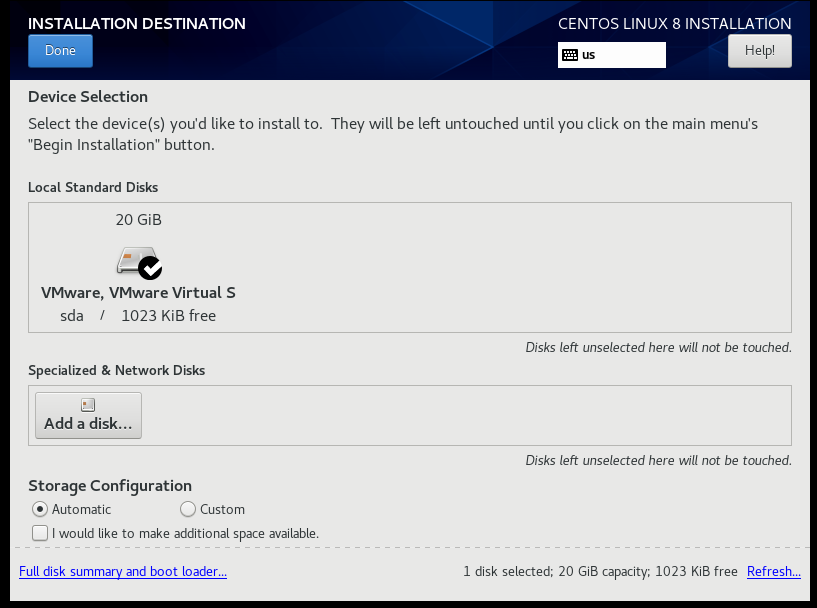 INSTALLATION DESTINATION
CENTOS LINUX 8 INSTALLATION
Done
us
Help!
Device Selection
Select the device(s) you'd like to install to.  They will be left untouched until you click on the main menu's
"Begin Installation" button.
Local Standard Disks
20 GiB
VMware, VMware Virtual S
sda / 1023 KiB free
Disks left unselected here will not be touched.
Specialized & Network Disks
Add a disk...
Disks left unselected here will not be touched.
Storage Configuration
Automatic Custom
I would like to make additional space available.
Full disk summary and boot loader... 1 disk selected; 20 GiB capacity; 1023 KiB free Refresh...